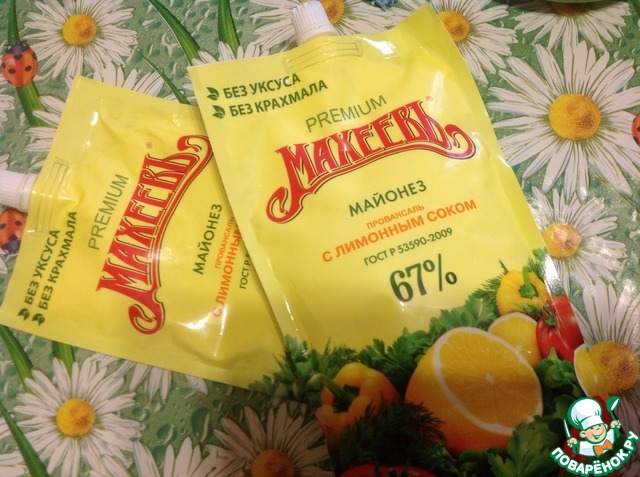 БЕЗ УКСУСА
БЕЗ КРАХМАЛА
PREMIUM
МАХЕЕВЪ
®
МАЙОНЕЗ
ПРОВАНСАЛЬ
С ЛИМОННЫМ СОКОМ
ГОСТ Р 53590-2009
67%
БЕЗ УКСУСА
БЕЗ КРАХМАЛА
PREMIUM
МАХЕЕВЪ
®
МАЙОНЕЗ
С ЛИМОННЫМ
ПОВАРЁНОК.РУ